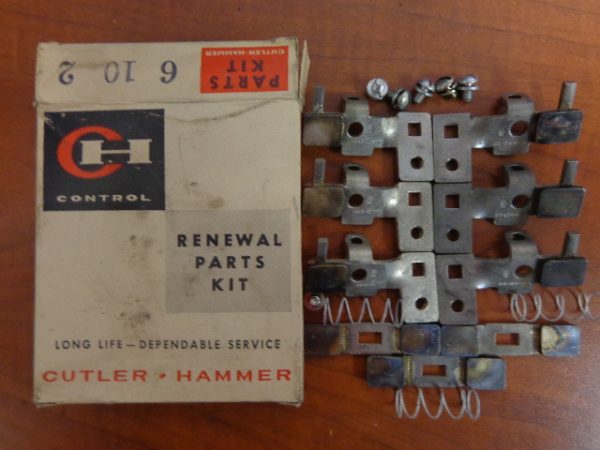 PARTS
KIT
CUTLER-HAMMER
6 10 2
CH
CONTROL
RENEWAL
PARTS
KIT
LONG LIFE — DEPENDABLE SERVICE
CUTLER • HAMMER